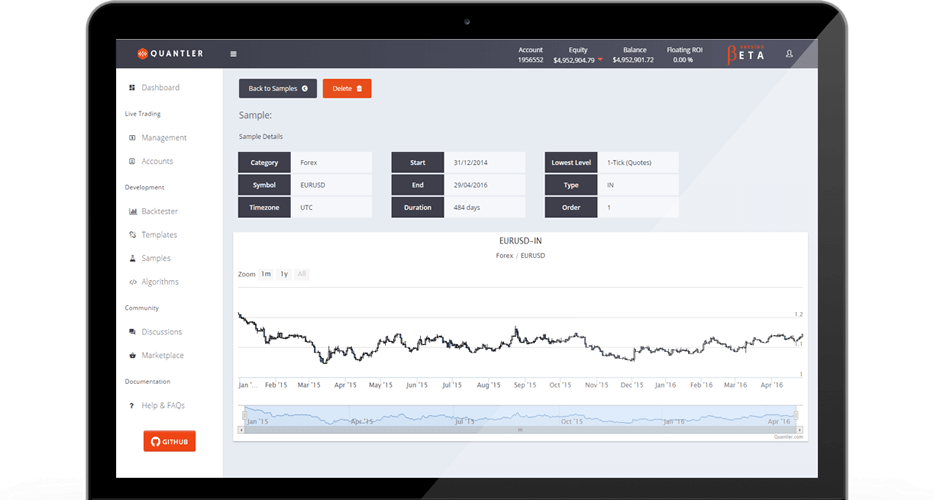 QUANTLER
Account Equity Balance Floating ROI
1956552 $4,952,904.79 $4,952,901.72 0.00 %
version
βETA
Dashboard
Live Trading
Management
Accounts
Development
Backtester
Templates
Samples
Algorithms
Community
Discussions
Marketplace
Documentation
? Help & FAQs
GITHUB
Back to Samples
Delete
Sample:
Sample Details
Category Forex Start 31/12/2014 Lowest Level 1-Tick (Quotes)
Symbol EURUSD End 29/04/2016 Type IN
Timezone UTC Duration 484 days Order 1
EURUSD-IN
Forex / EURUSD
Zoom 1m 1y All
1.2
1.1
1
Jan '... Feb '15 Mar '15 Apr '15 May '15 Jun '15 Jul '15 Aug '15 Sep '15 Oct '15 Nov '15 Dec '15 Jan '16 Feb '16 Mar '16 Apr '16
Jan '15 Apr '15 Jul '15 Oct '15 Jan '16 Apr '16
Quantler.com